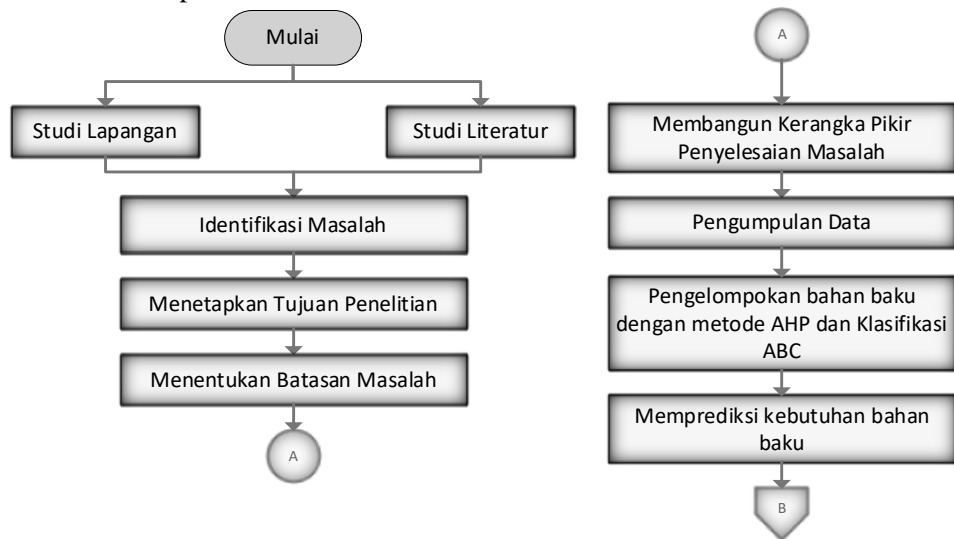 Mulai
Studi Lapangan
Studi Literatur
Identifikasi Masalah
Menetapkan Tujuan Penelitian
Menentukan Batasan Masalah
A
A
Membangun Kerangka Pikir
Penyelesaian Masalah
Pengumpulan Data
Pengelompokan bahan baku
dengan metode AHP dan Klasifikasi
ABC
Memprediksi kebutuhan bahan
baku
B